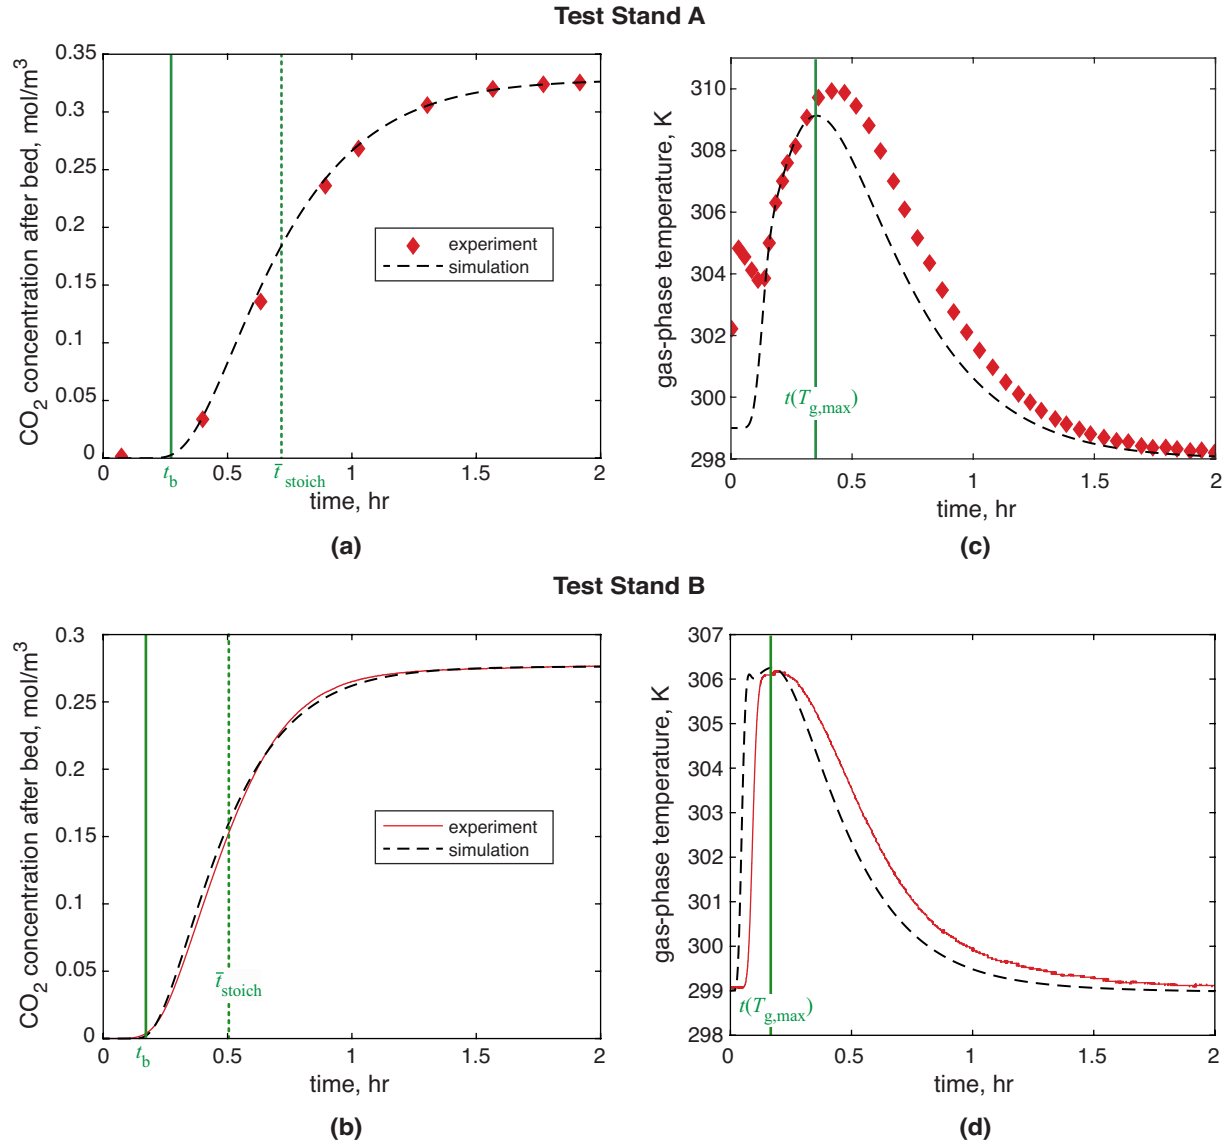 Test Stand A
CO2 concentration after bed, mol/m3
0.35
0.3
0.25
0.2
0.15
0.1
0.05
0
experiment
simulation
tb
t̄stoich
0 0.5 1 1.5 2
time, hr
(a)
gas-phase temperature, K
310
308
306
304
302
300
298
t(Tg,max)
0 0.5 1 1.5 2
time, hr
(c)
Test Stand B
CO2 concentration after bed, mol/m3
0.3
0.25
0.2
0.15
0.1
0.05
0
experiment
simulation
t̄stoich
tb
0 0.5 1 1.5 2
time, hr
(b)
gas-phase temperature, K
307
306
305
304
303
302
301
300
299
298
t(Tg,max)
0 0.5 1 1.5 2
time, hr
(d)